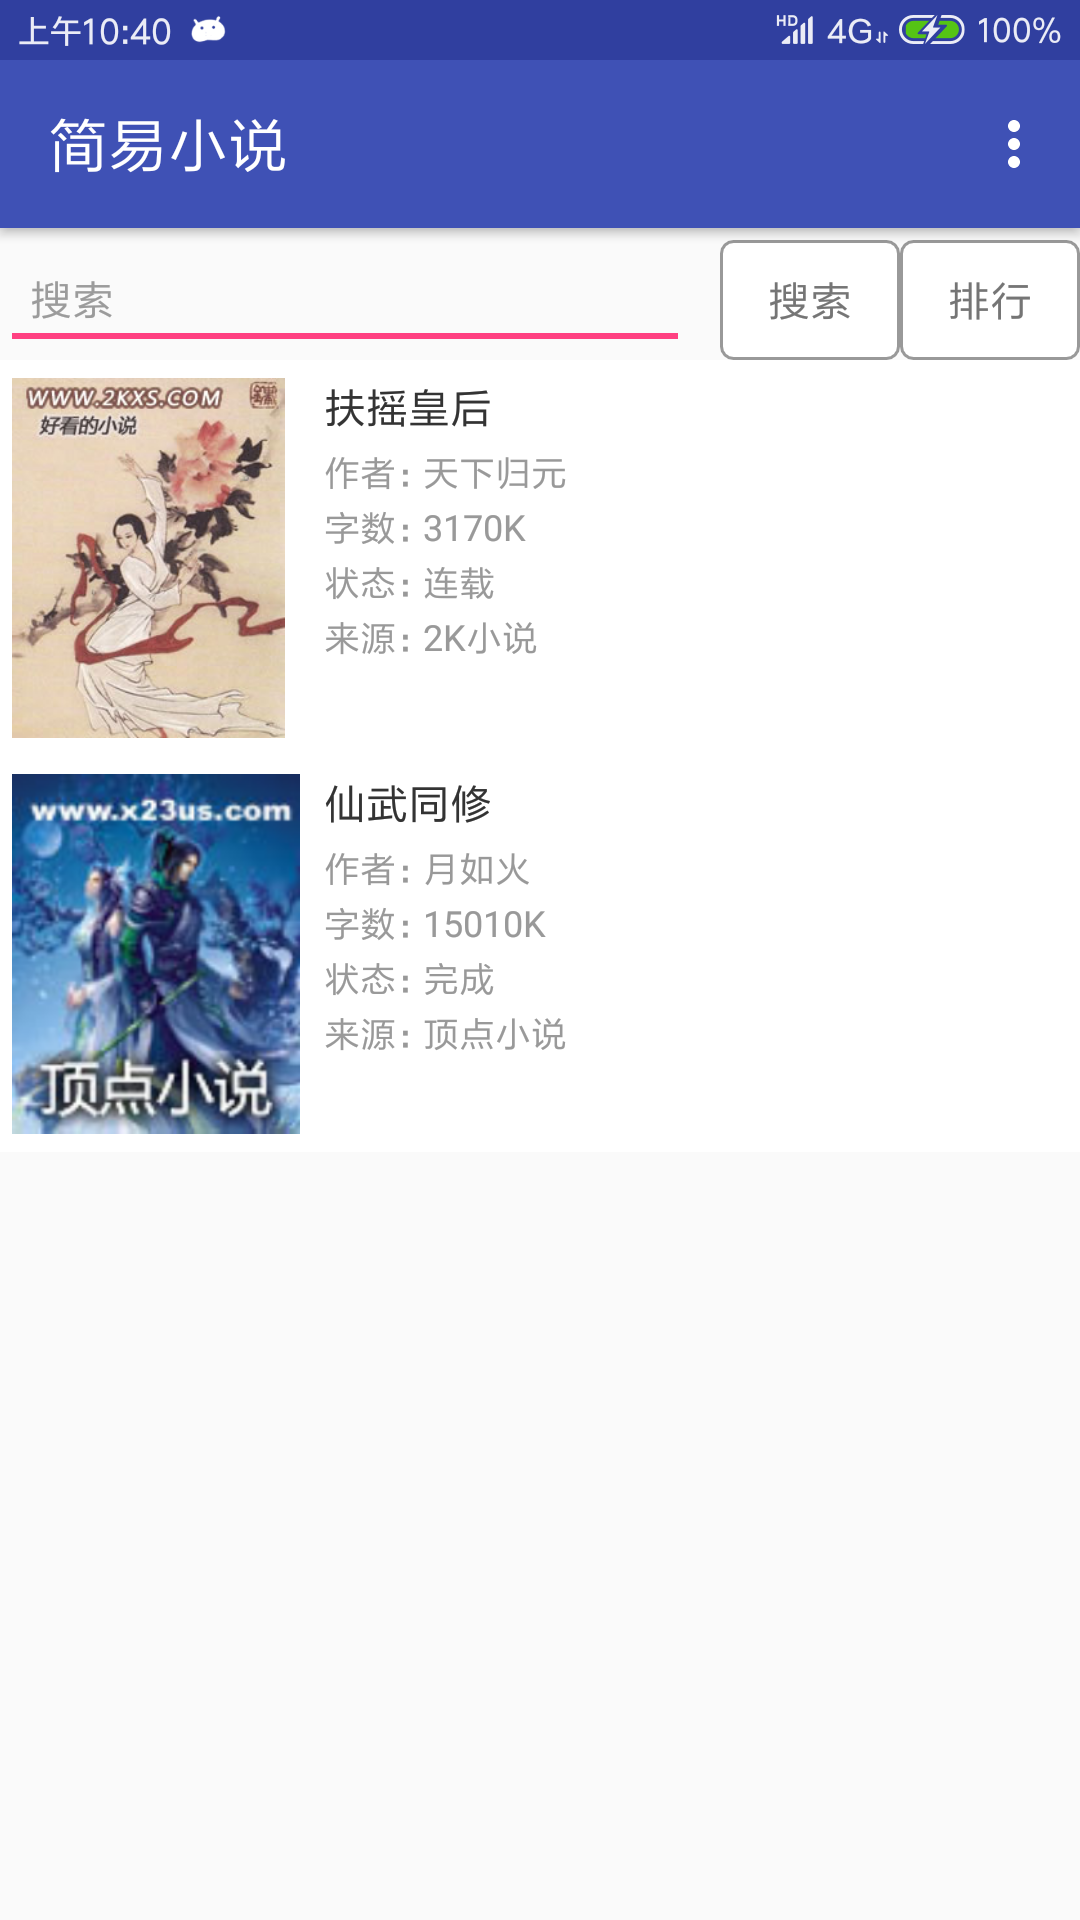 上午10:40
HD 4G 100%
简易小说
搜索
搜索
排行
WWW.2KXS.COM
好看的小说
扶摇皇后
作者: 天下归元
字数: 3170K
状态: 连载
来源: 2K小说
www.x23us.com
顶点小说
仙武同修
作者: 月如火
字数: 15010K
状态: 完成
来源: 顶点小说